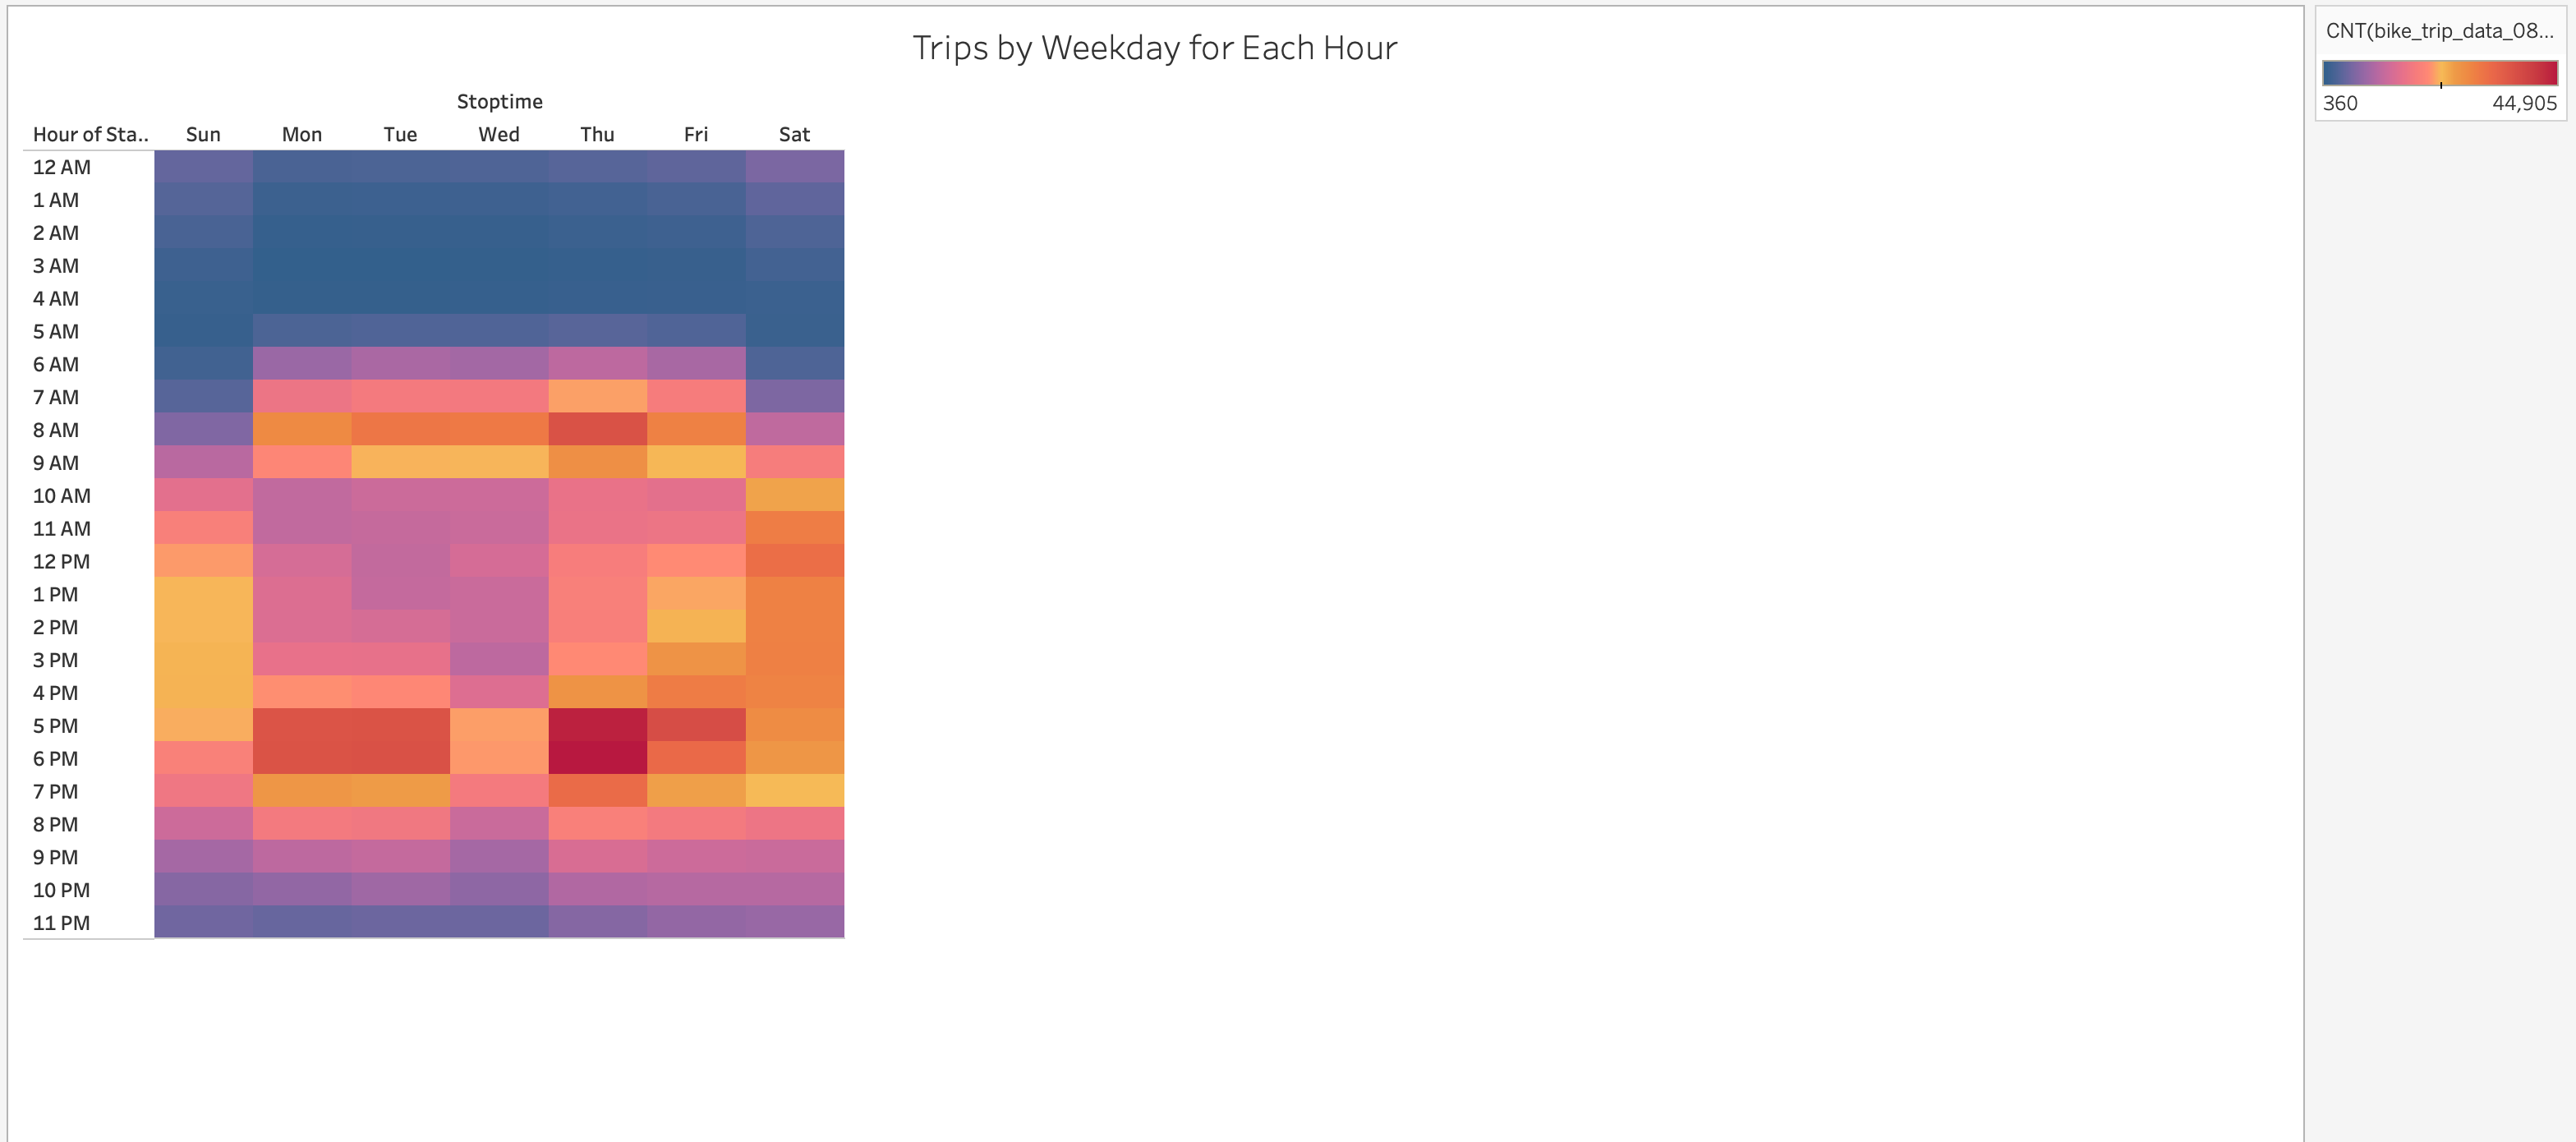 Trips by Weekday for Each Hour
CNT(bike_trip_data_08...
360 44,905
Stoptime
Hour of Sta.. Sun Mon Tue Wed Thu Fri Sat
12 AM
1 AM
2 AM
3 AM
4 AM
5 AM
6 AM
7 AM
8 AM
9 AM
10 AM
11 AM
12 PM
1 PM
2 PM
3 PM
4 PM
5 PM
6 PM
7 PM
8 PM
9 PM
10 PM
11 PM